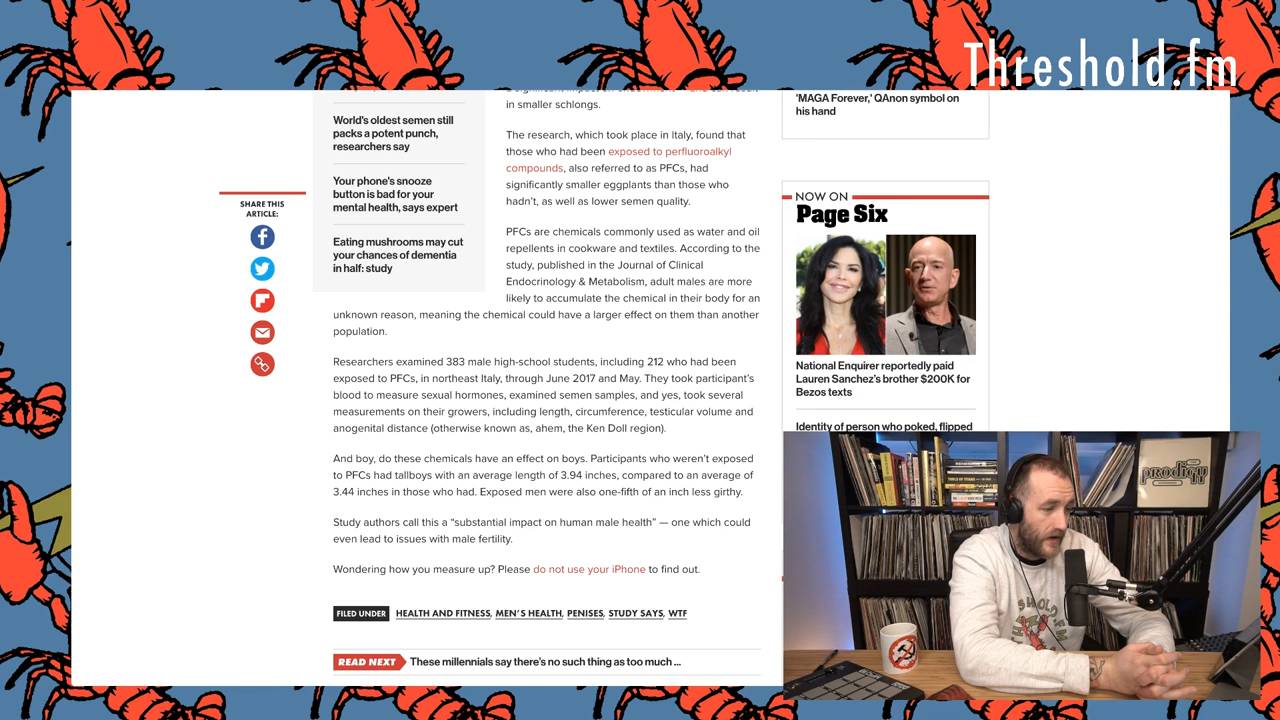 Threshold.fm
in smaller schlongs.
The research, which took place in Italy, found that
those who had been exposed to perfluoroalkyl
compounds, also referred to as PFCs, had
significantly smaller eggplants than those who
hadn't, as well as lower semen quality.
PFCs are chemicals commonly used as water and oil
repellents in cookware and textiles. According to the
study, published in the Journal of Clinical
Endocrinology & Metabolism, adult males are more
likely to accumulate the chemical in their body for an
unknown reason, meaning the chemical could have a larger effect on them than another
population.
Researchers examined 383 male high-school students, including 212 who had been
exposed to PFCs, in northeast Italy, through June 2017 and May. They took participant's
blood to measure sexual hormones, examined semen samples, and yes, took several
measurements on their growers, including length, circumference, testicular volume and
anogenital distance (otherwise known as, ahem, the Ken Doll region).
And boy, do these chemicals have an effect on boys. Participants who weren't exposed
to PFCs had tallboys with an average length of 3.94 inches, compared to an average of
3.44 inches in those who had. Exposed men were also one-fifth of an inch less girthy.
Study authors call this a “substantial impact on human male health” — one which could
even lead to issues with male fertility.
Wondering how you measure up? Please do not use your iPhone to find out.
FILED UNDER HEALTH AND FITNESS, MEN'S HEALTH, PENISES, STUDY SAYS, WTF
READ NEXT These millennials say there's no such thing as too much ...
World's oldest semen still
packs a potent punch,
researchers say
Your phone's snooze
button is bad for your
mental health, says expert
Eating mushrooms may cut
your chances of dementia
in half: study
SHARE THIS
ARTICLE:
'MAGA Forever,' QAnon symbol on
his hand
NOW ON
Page Six
National Enquirer reportedly paid
Lauren Sanchez's brother $200K for
Bezos texts
Identity of person who poked, flipped
prodigy